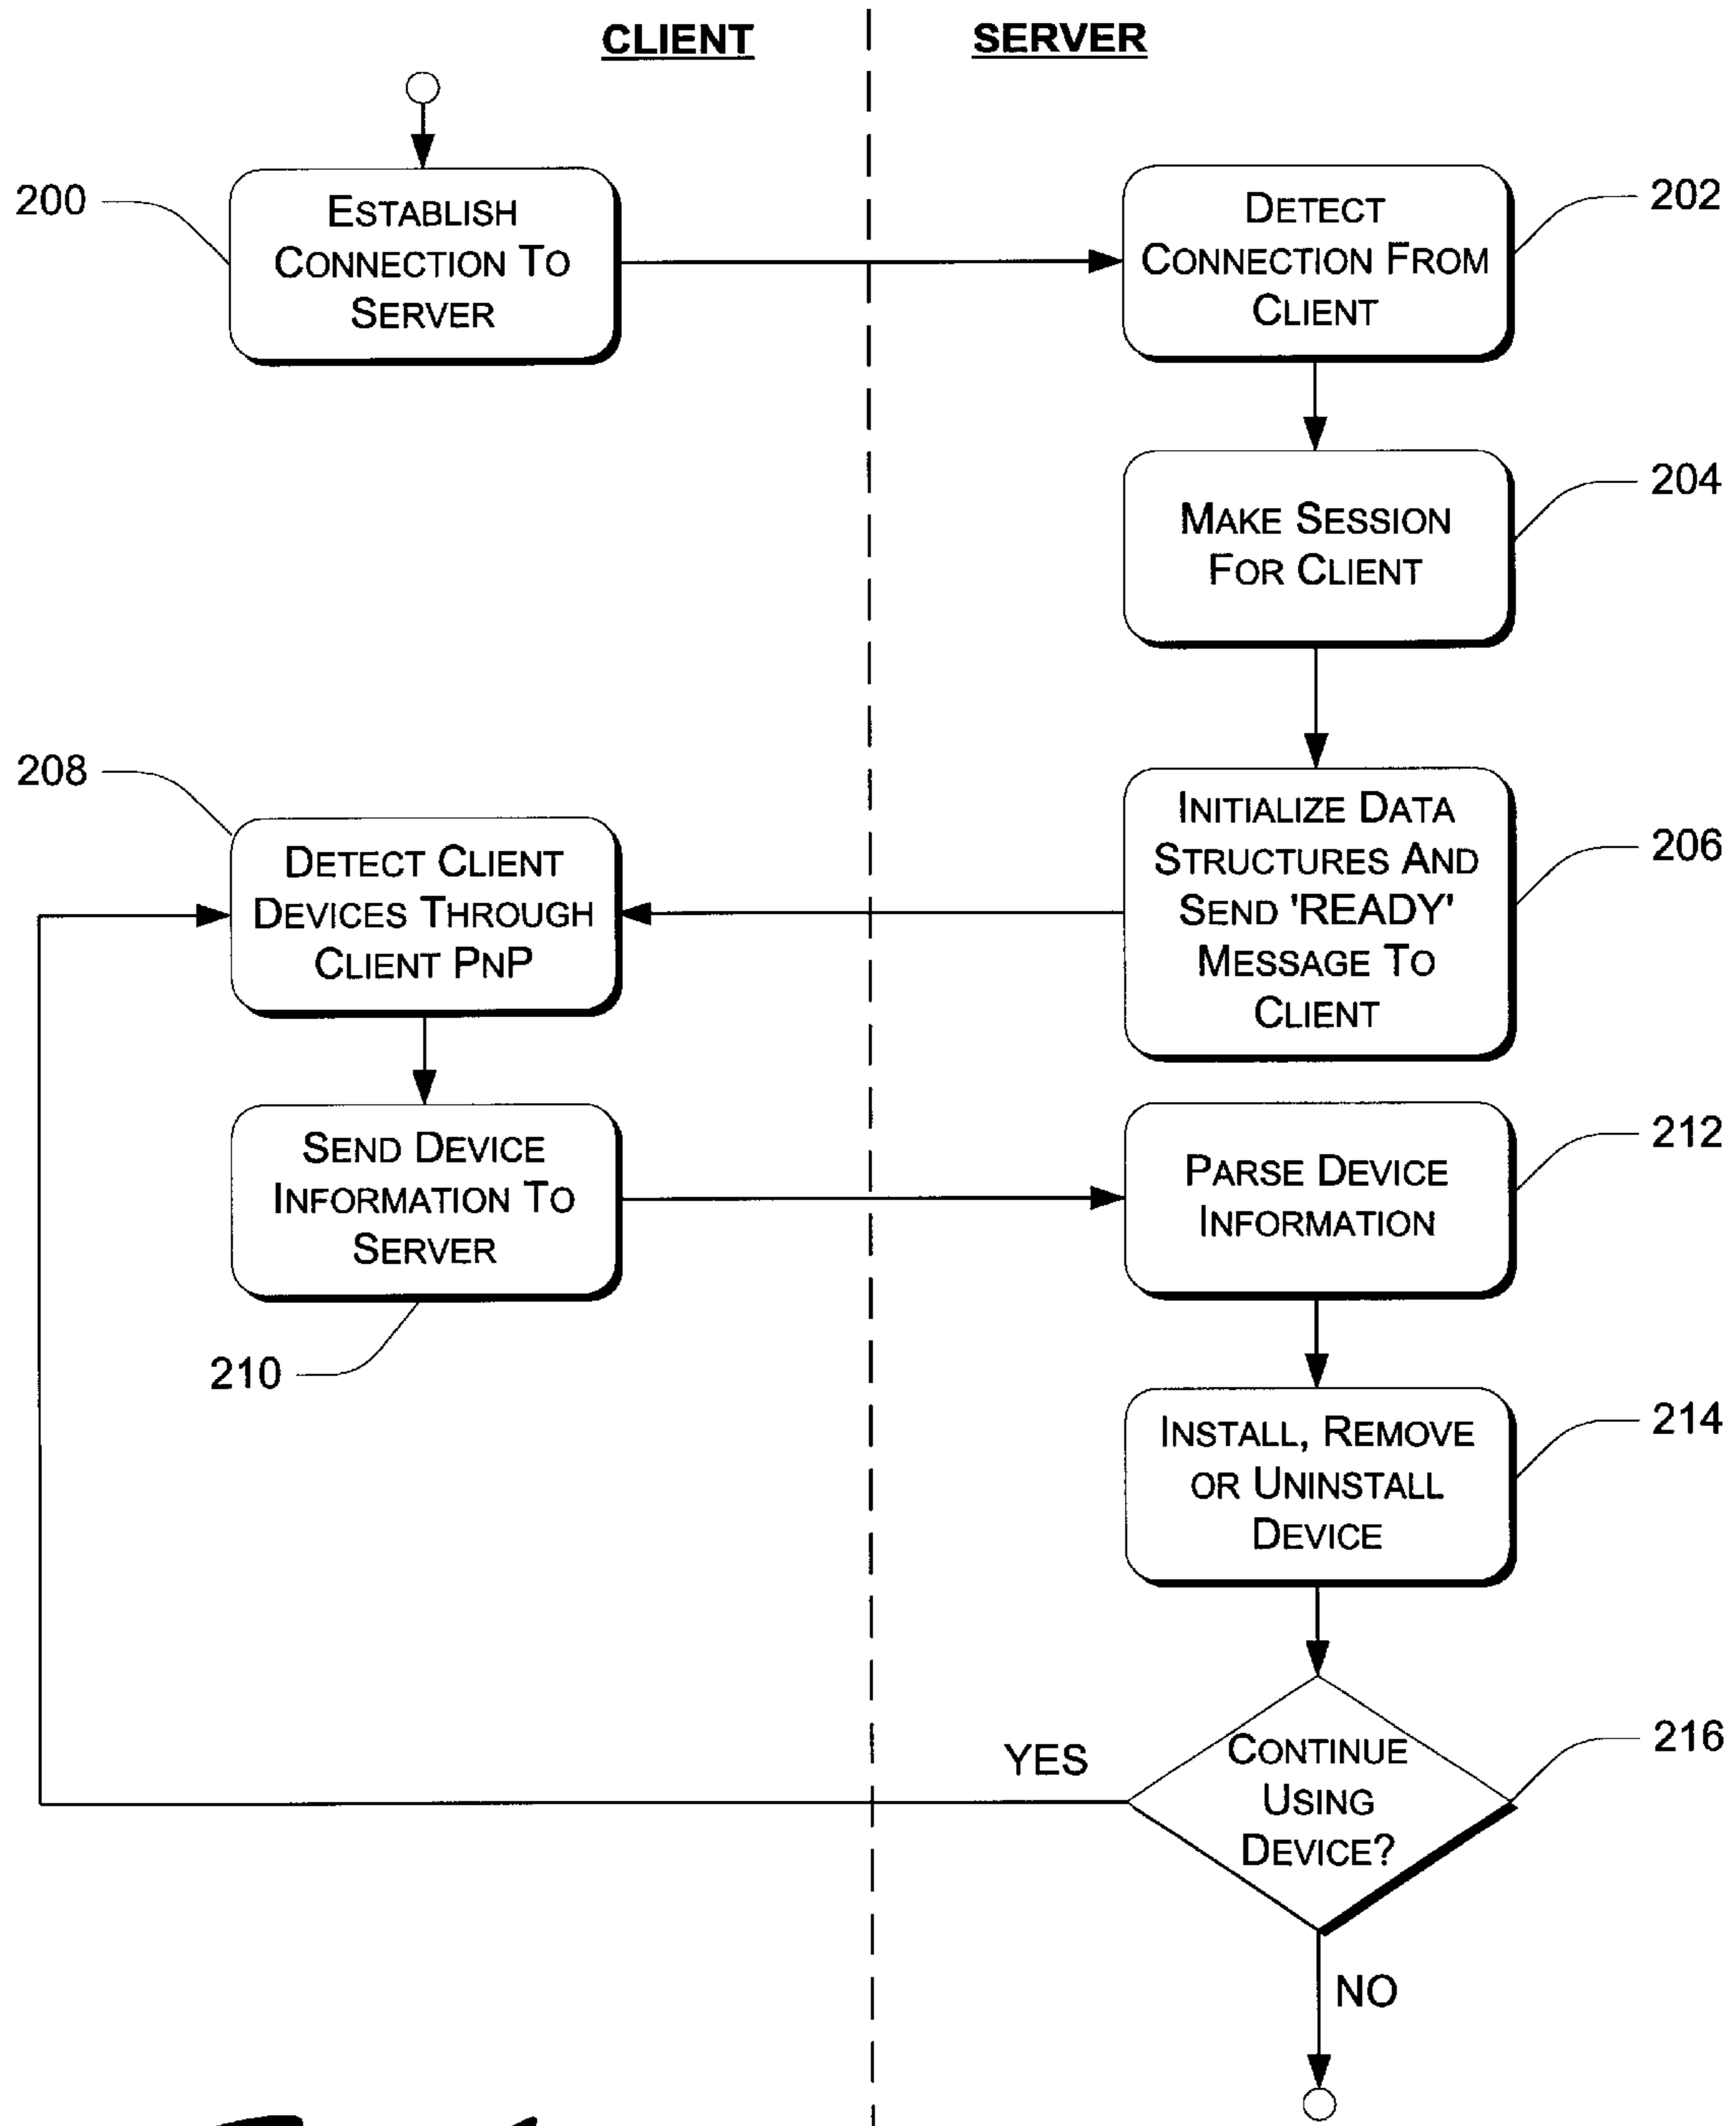 CLIENT
SERVER
200
ESTABLISH
CONNECTION TO
SERVER
DETECT
CONNECTION FROM
CLIENT
202
MAKE SESSION
FOR CLIENT
204
208
DETECT CLIENT
DEVICES THROUGH
CLIENT PNP
INITIALIZE DATA
STRUCTURES AND
SEND 'READY'
MESSAGE TO
CLIENT
206
SEND DEVICE
INFORMATION TO
SERVER
210
PARSE DEVICE
INFORMATION
212
INSTALL, REMOVE
OR UNINSTALL
DEVICE
214
CONTINUE
USING
DEVICE?
216
YES
NO